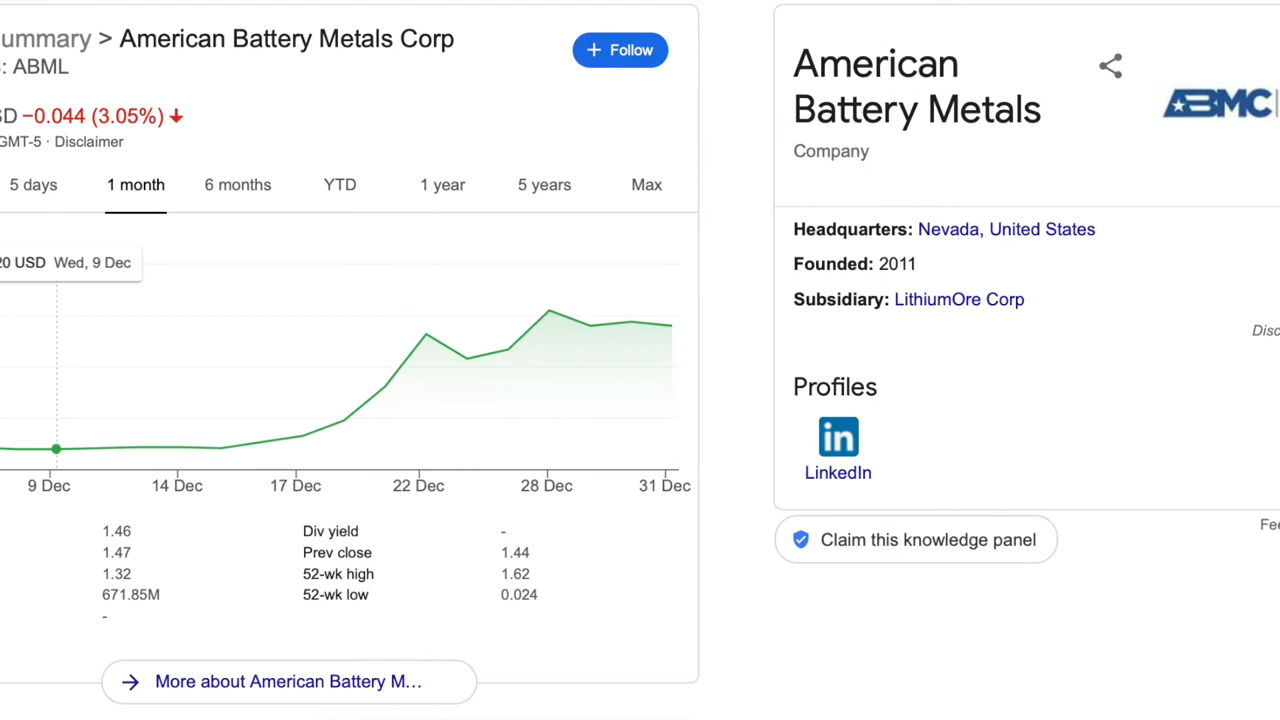 ummary > American Battery Metals Corp
: ABML
+ Follow
−0.044 (3.05%)
GMT-5 · Disclaimer
5 days 1 month 6 months YTD 1 year 5 years Max
20 USD Wed, 9 Dec
9 Dec 14 Dec 17 Dec 22 Dec 28 Dec 31 Dec
1.46 Div yield -
1.47 Prev close 1.44
1.32 52-wk high 1.62
671.85M 52-wk low 0.024
-
More about American Battery M...
American
Battery Metals
ABMC
Company
Headquarters: Nevada, United States
Founded: 2011
Subsidiary: LithiumOre Corp
Disc
Profiles
in
LinkedIn
Fee
Claim this knowledge panel